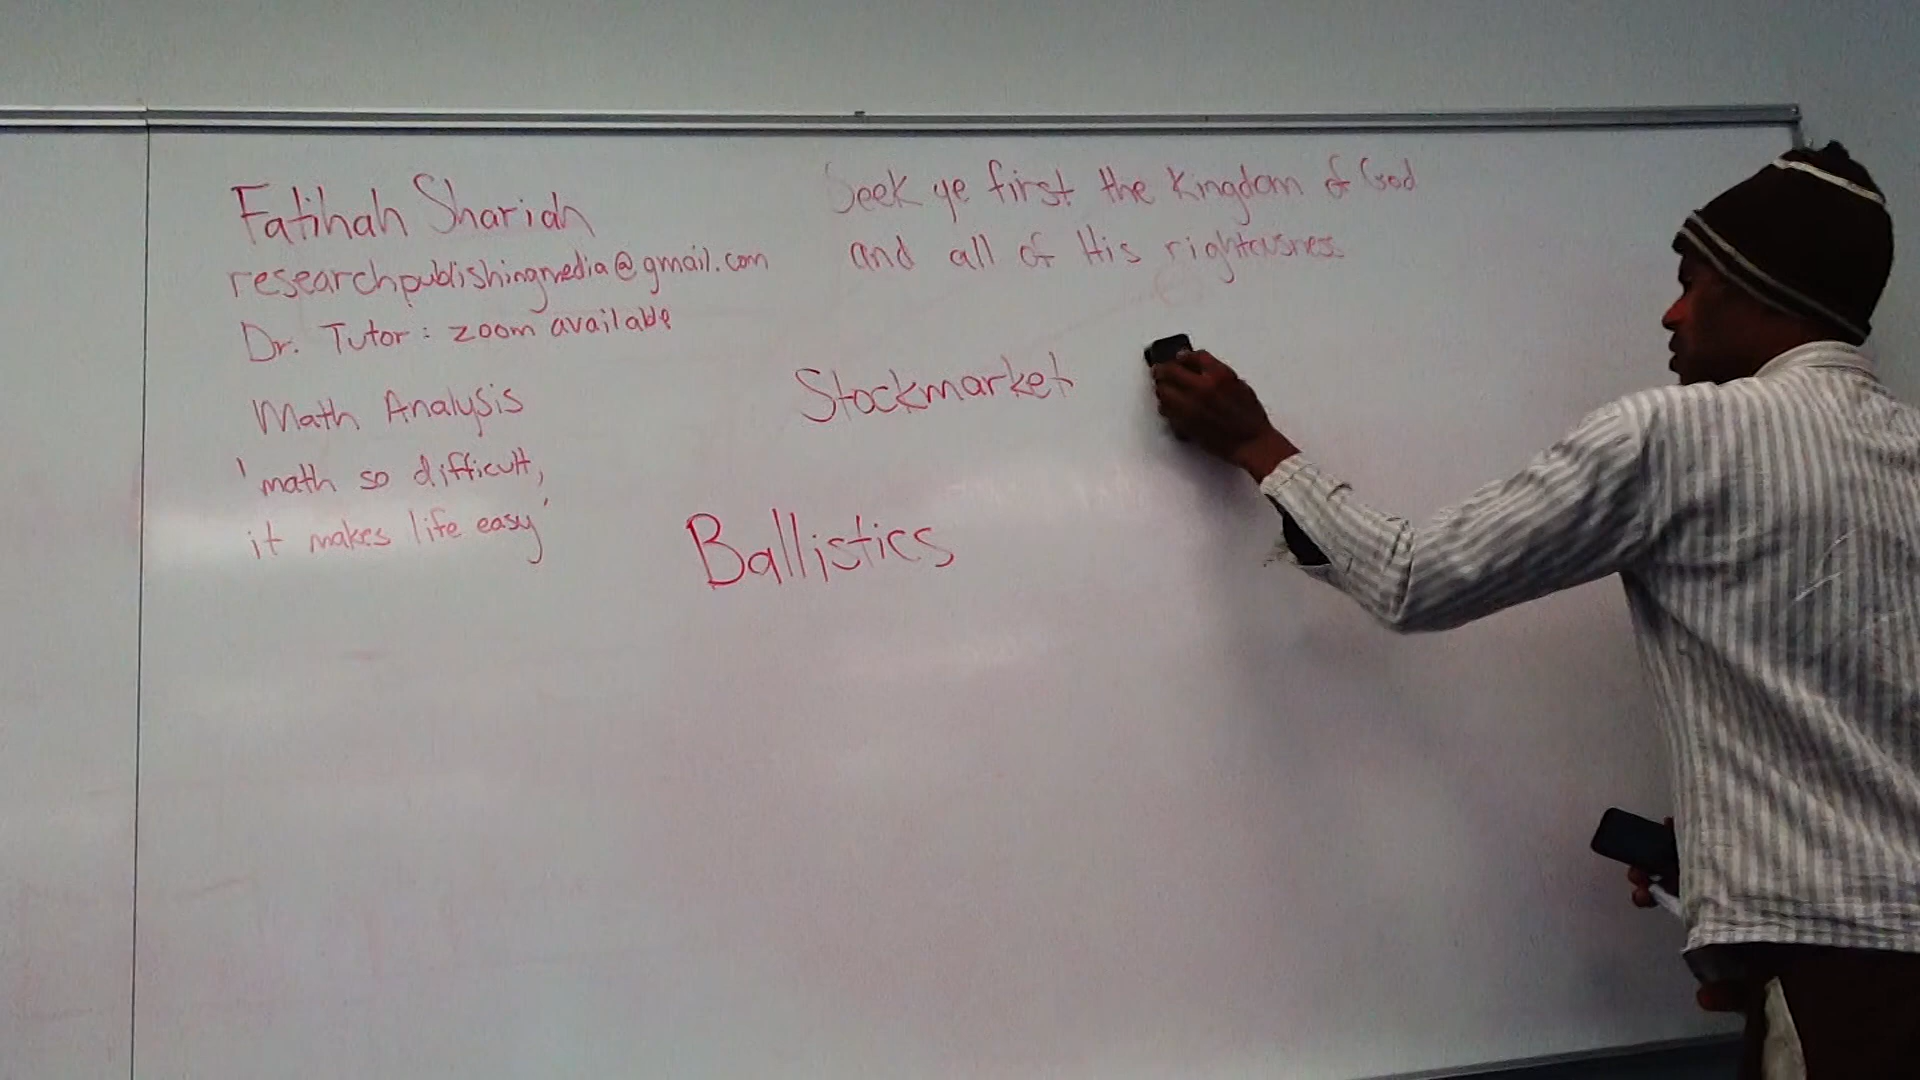 Fatihah Shariah
researchpublishingmedia@gmail.com
Dr. Tutor: zoom available
Math Analysis
'math so difficult,
it makes life easy'
Seek ye first the Kingdom of God
and all of His righteousness
Stockmarket
Ballistics